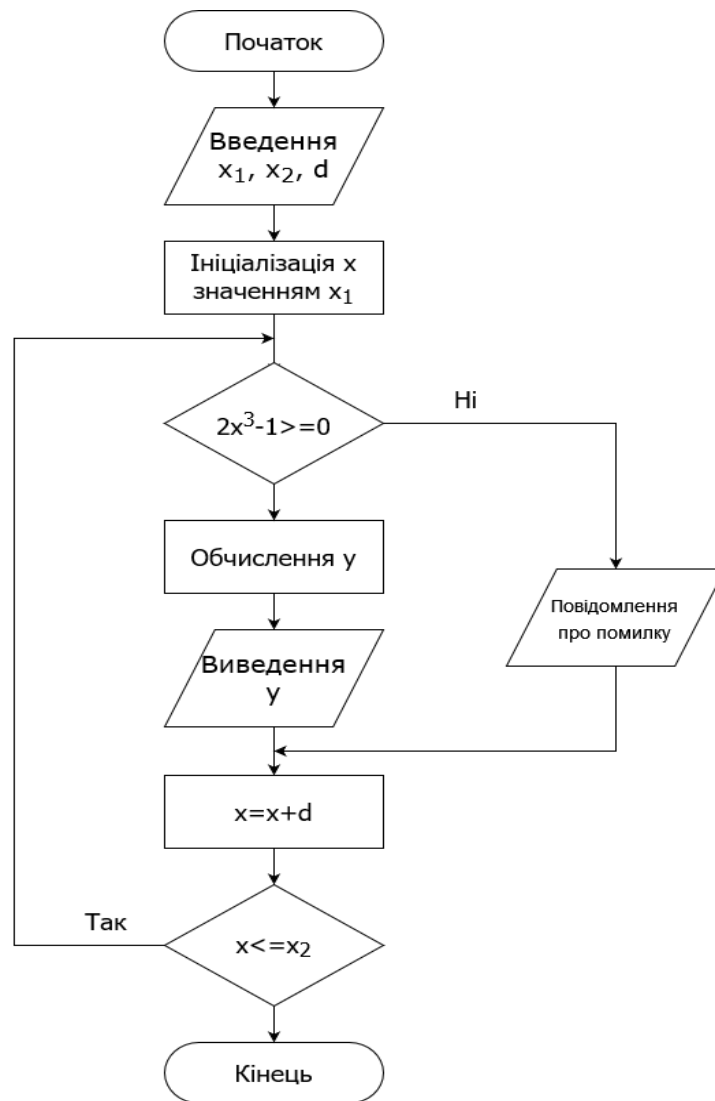 Початок
Введення
x₁, x₂, d
Ініціалізація x
значенням x₁
2x³-1>=0
Ні
Обчислення y
Повідомлення
про помилку
Виведення
y
x=x+d
Так
x<=x₂
Кінець